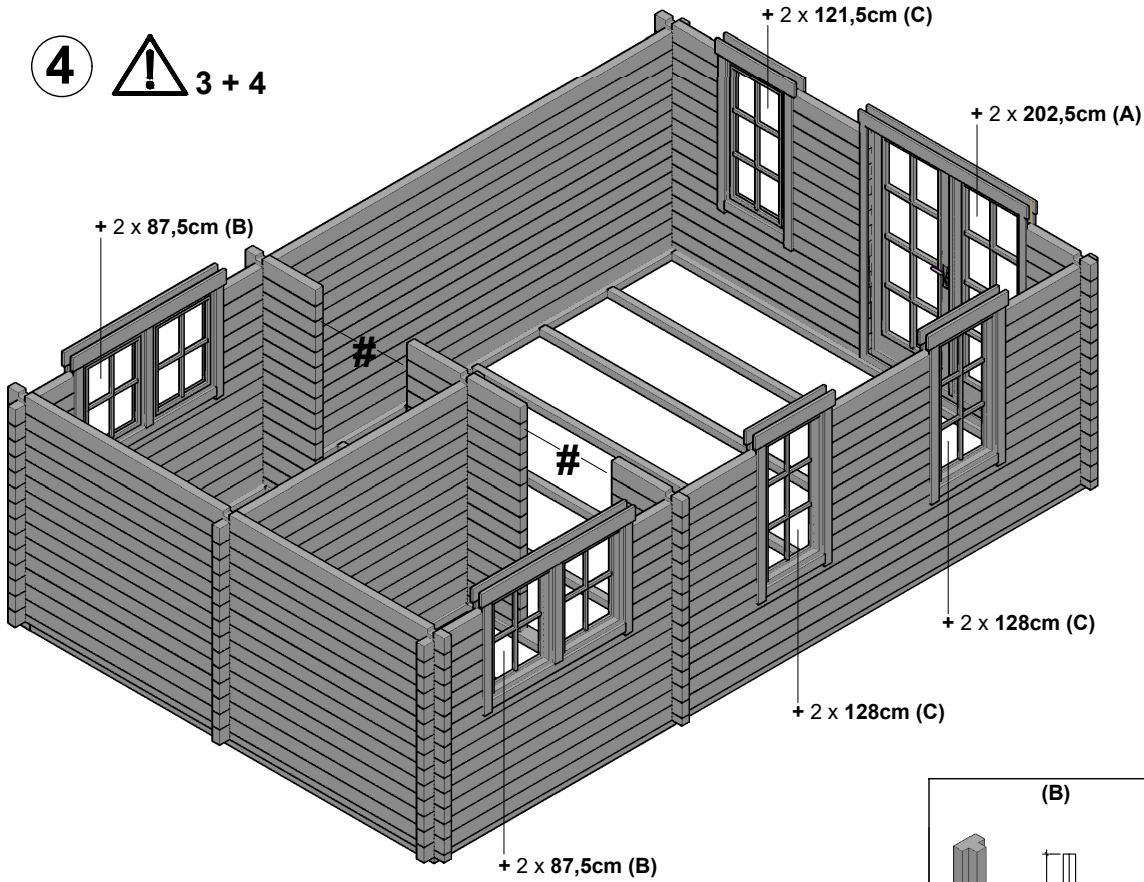 4 3 + 4
+ 2 x 121,5cm (C)
+ 2 x 202,5cm (A)
+ 2 x 87,5cm (B)
#
#
+ 2 x 128cm (C)
+ 2 x 128cm (C)
(B)
+ 2 x 87,5cm (B)